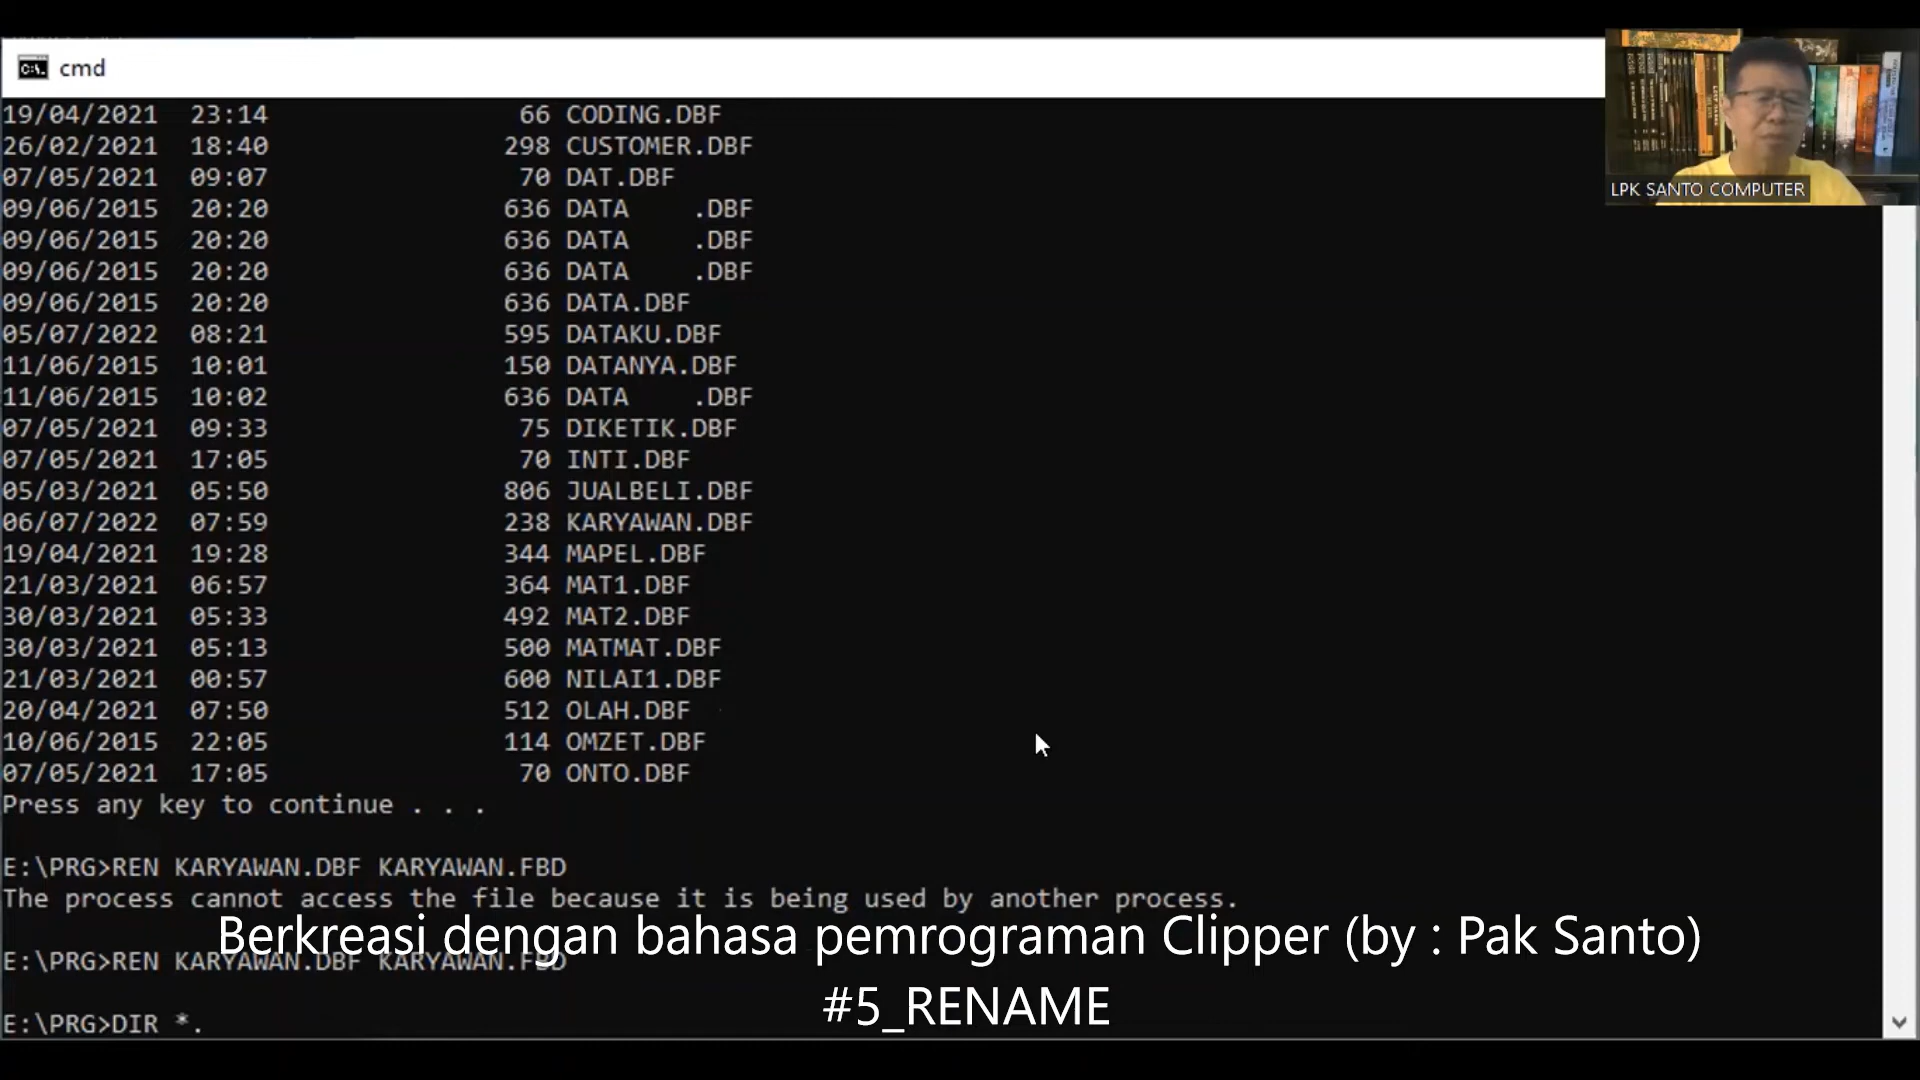 cmd
19/04/2021  23:14                66 CODING.DBF
26/02/2021  18:40               298 CUSTOMER.DBF
07/05/2021  09:07                70 DAT.DBF
09/06/2015  20:20               636 DATA    .DBF
09/06/2015  20:20               636 DATA    .DBF
09/06/2015  20:20               636 DATA    .DBF
09/06/2015  20:20               636 DATA.DBF
05/07/2022  08:21               595 DATAKU.DBF
11/06/2015  10:01               150 DATANYA.DBF
11/06/2015  10:02               636 DATA    .DBF
07/05/2021  09:33                75 DIKETIK.DBF
07/05/2021  17:05                70 INTI.DBF
05/03/2021  05:50               806 JUALBELI.DBF
06/07/2022  07:59               238 KARYAWAN.DBF
19/04/2021  19:28               344 MAPEL.DBF
21/03/2021  06:57               364 MAT1.DBF
30/03/2021  05:33               492 MAT2.DBF
30/03/2021  05:13               500 MATMAT.DBF
21/03/2021  00:57               600 NILAI1.DBF
20/04/2021  07:50               512 OLAH.DBF
10/06/2015  22:05               114 OMZET.DBF
07/05/2021  17:05                70 ONTO.DBF
Press any key to continue . . .
E:\PRG>REN KARYAWAN.DBF KARYAWAN.FBD
The process cannot access the file because it is being used by another process.
E:\PRG>REN KARYAWAN.DBF KARYAWAN.FBD
E:\PRG>DIR *.
LPK SANTO COMPUTER
Berkreasi dengan bahasa pemrograman Clipper (by : Pak Santo)
#5_RENAME